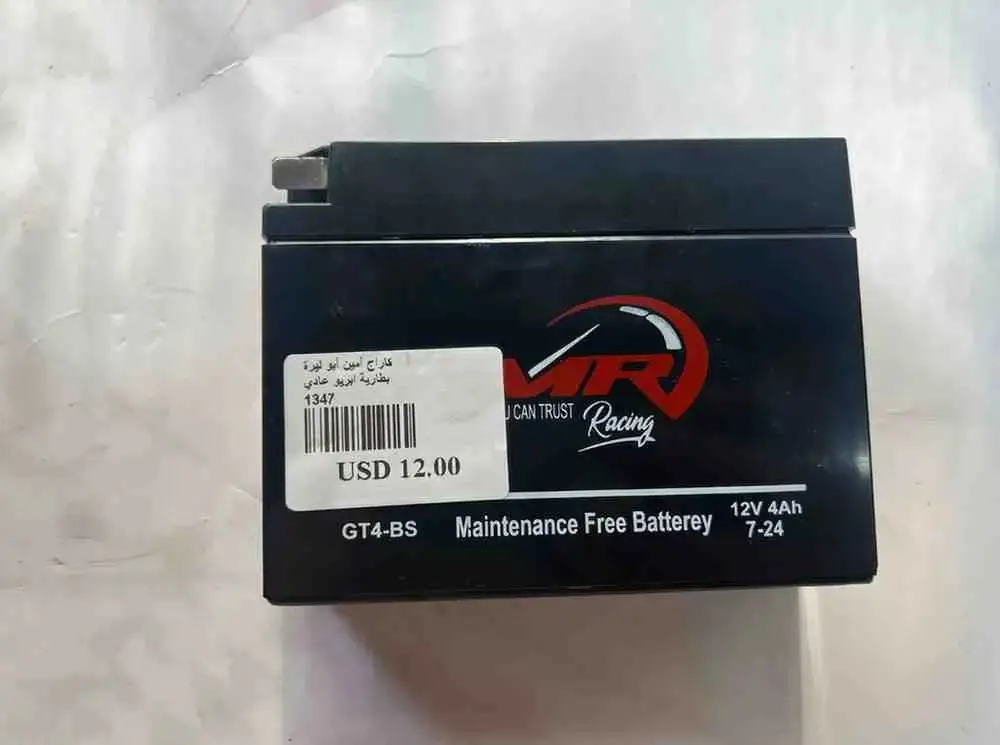 كاراج أمين أبو ليرة
بطارية ابريو عادي
1347
USD 12.00
MR
U CAN TRUST
Racing
GT4-BS
Maintenance Free Batterey
12V 4Ah
7-24